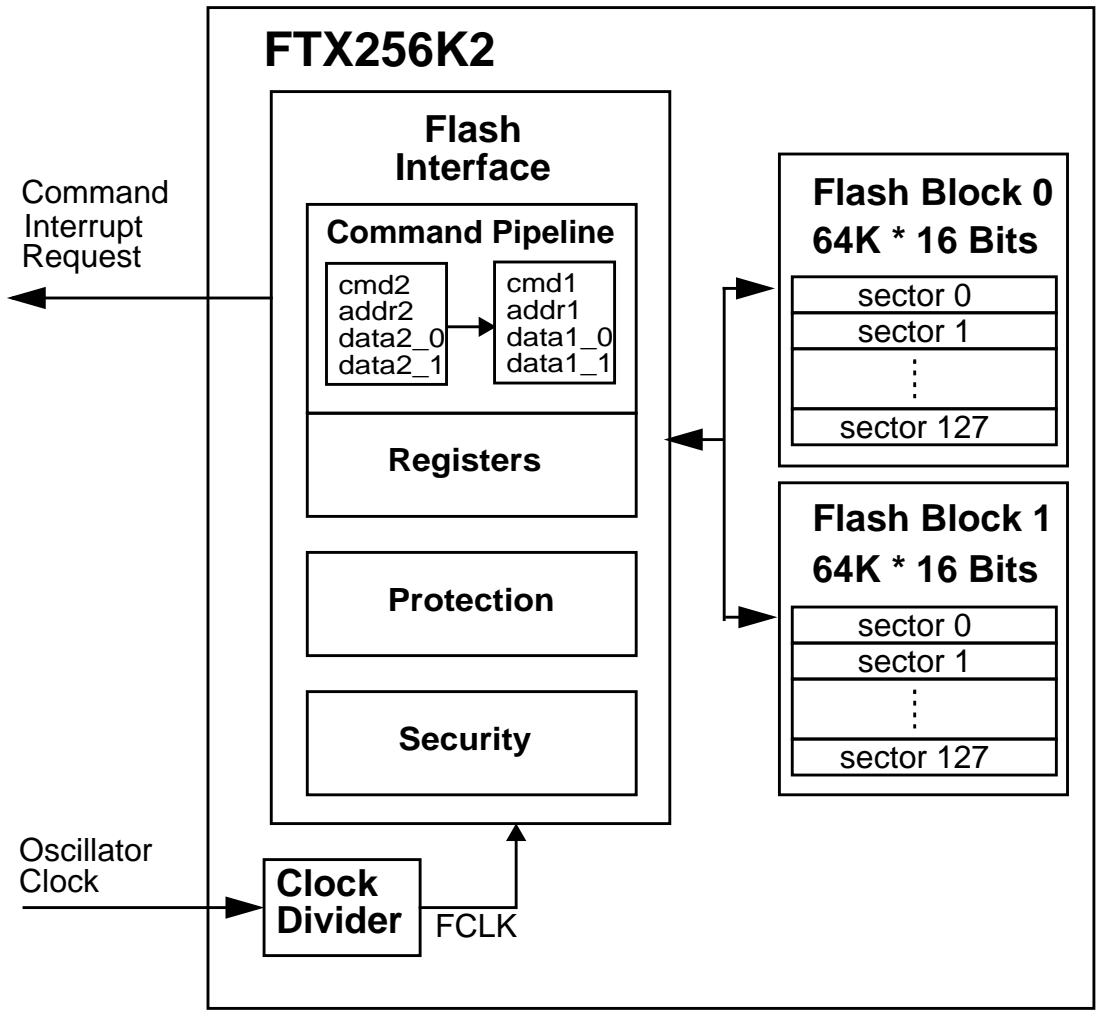 FTX256K2
Flash
Interface
Command Pipeline
cmd2
addr2
data2_0
data2_1
cmd1
addr1
data1_0
data1_1
Registers
Protection
Security
Command
Interrupt
Request
Flash Block 0
64K * 16 Bits
sector 0
sector 1
sector 127
Flash Block 1
64K * 16 Bits
sector 0
sector 1
sector 127
Oscillator
Clock
Clock
Divider
FCLK